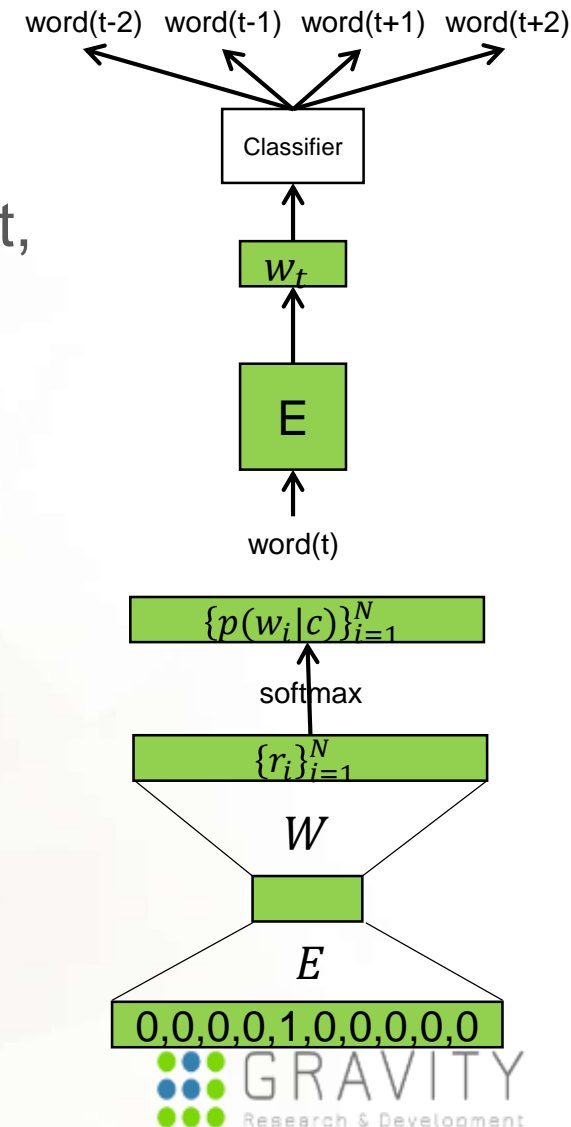 word(t-2) word(t-1) word(t+1) word(t+2)
Classifier
t,
w_t
E
word(t)
{p(w_i|c)}_{i=1}^N
softmax
{r_i}_{i=1}^N
W
E
0,0,0,0,1,0,0,0,0,0
GRAVITY
Research & Development